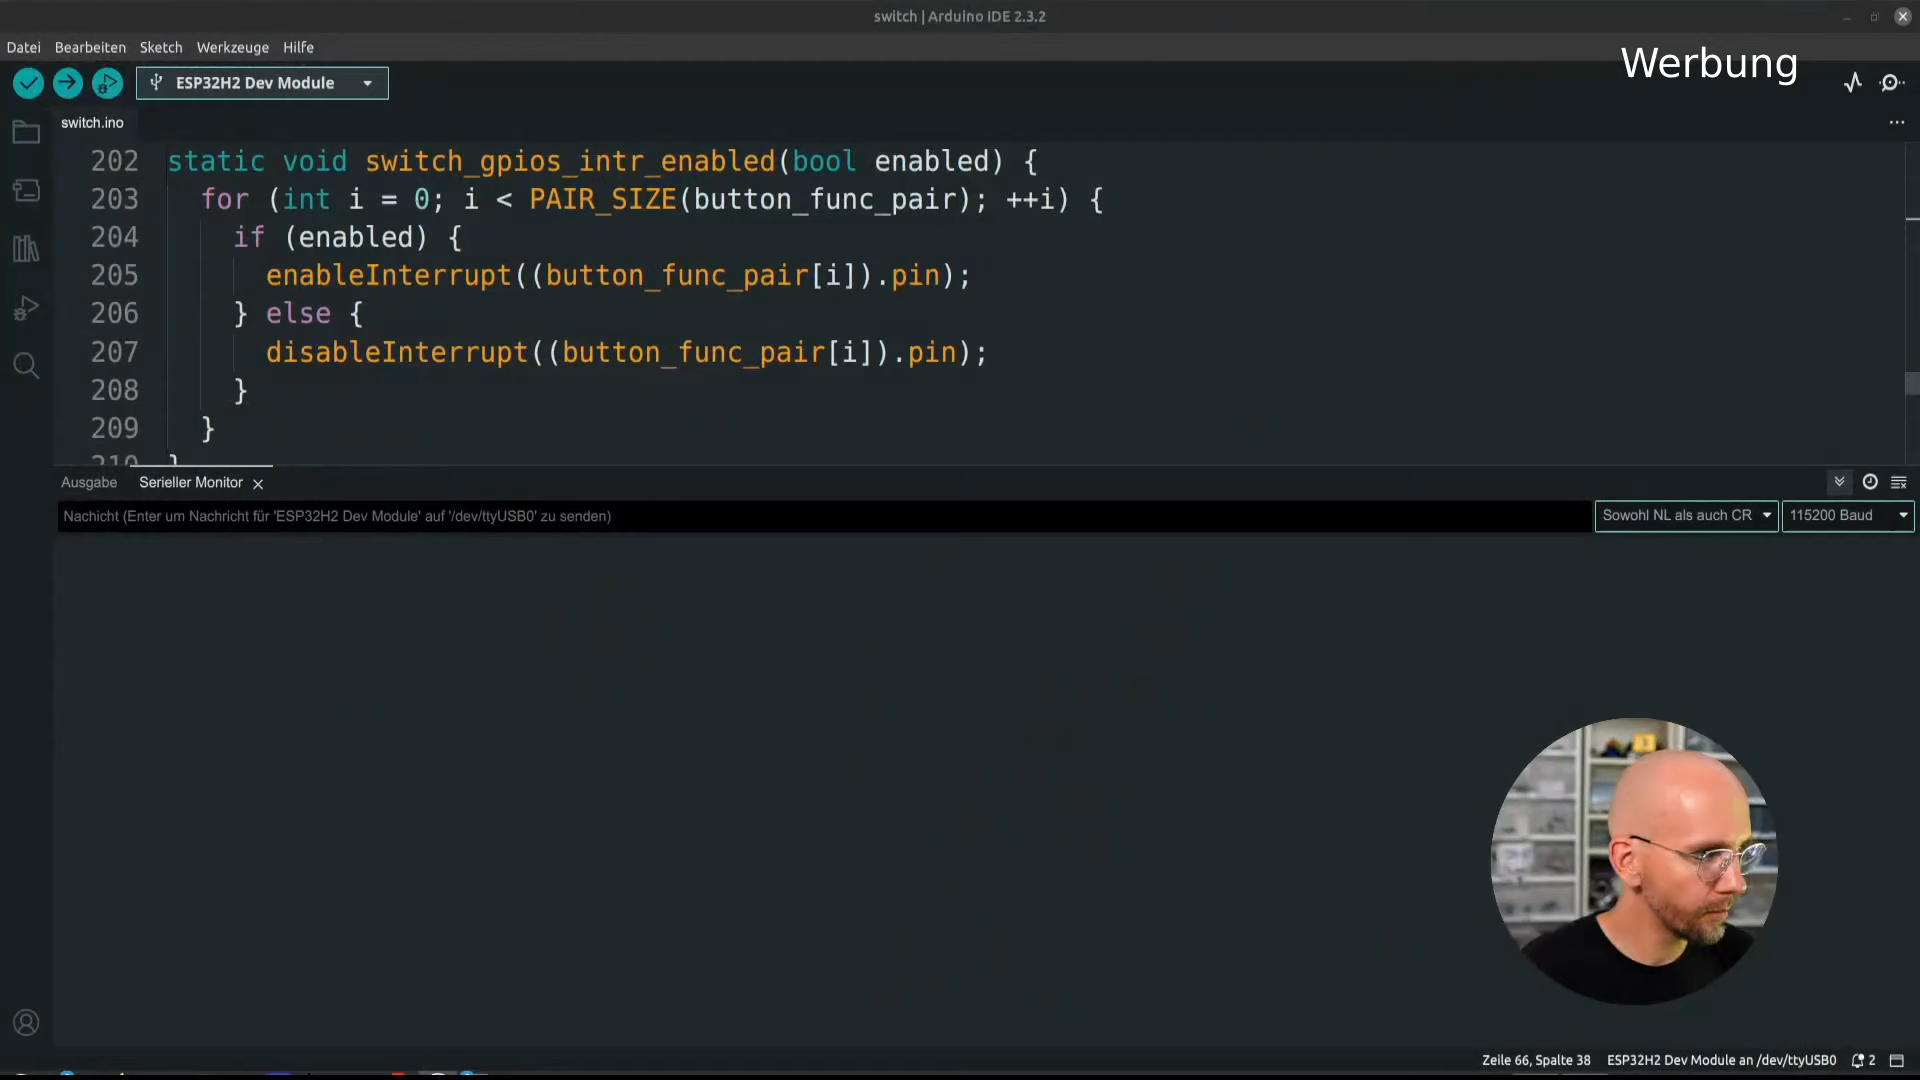 switch | Arduino IDE 2.3.2
Datei Bearbeiten Sketch Werkzeuge Hilfe
Werbung
ESP32H2 Dev Module
switch.ino
202 static void switch_gpios_intr_enabled(bool enabled) {
203 for (int i = 0; i < PAIR_SIZE(button_func_pair); ++i) {
204 if (enabled) {
205 enableInterrupt((button_func_pair[i]).pin);
206 } else {
207 disableInterrupt((button_func_pair[i]).pin);
208 }
209 }
210 }
Ausgabe Serieller Monitor
Nachricht (Enter um Nachricht für 'ESP32H2 Dev Module' auf '/dev/ttyUSB0' zu senden)
Sowohl NL als auch CR 115200 Baud
Zeile 66, Spalte 38 ESP32H2 Dev Module an /dev/ttyUSB0 2